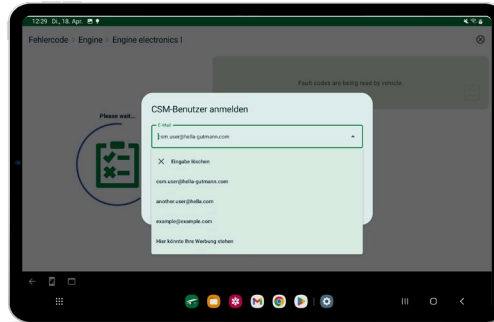 12:29 Di., 18. Apr.
Fehlercode > Engine > Engine electronics I
Fault codes are being read by vehicle.
Please wait...
CSM-Benutzer anmelden
E-Mail
csm.user@hella-gutmann.com
Eingabe löschen
csm.user@hella-gutmann.com
another.user@hella.com
example@example.com
Hier könnte Ihre Werbung stehen